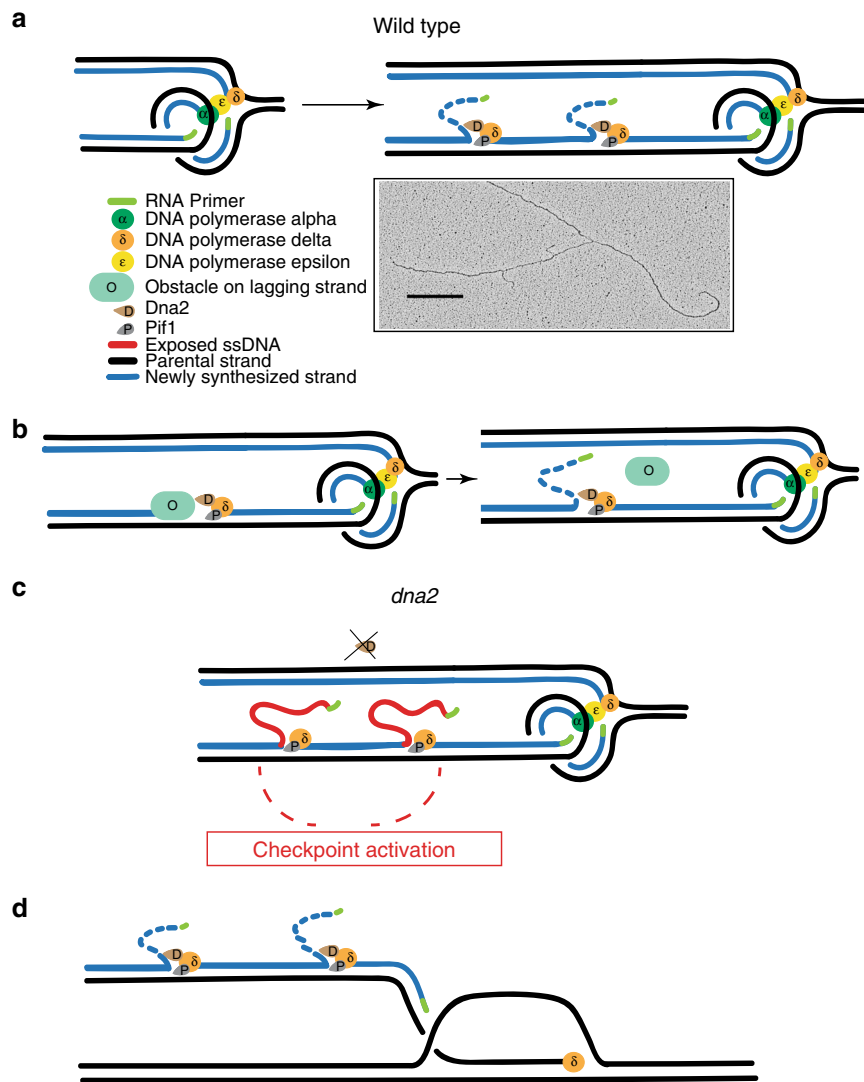 a
Wild type
ε δ
α
D δ
P
D δ
P
ε δ
α
RNA Primer
α DNA polymerase alpha
δ DNA polymerase delta
ε DNA polymerase epsilon
O Obstacle on lagging strand
D Dna2
P Pif1
Exposed ssDNA
Parental strand
Newly synthesized strand
b
O D δ
P
ε δ
α
O
D δ
P
ε δ
α
c
dna2
D
P δ
P δ
ε δ
α
Checkpoint activation
d
D δ
P
D δ
P
δ